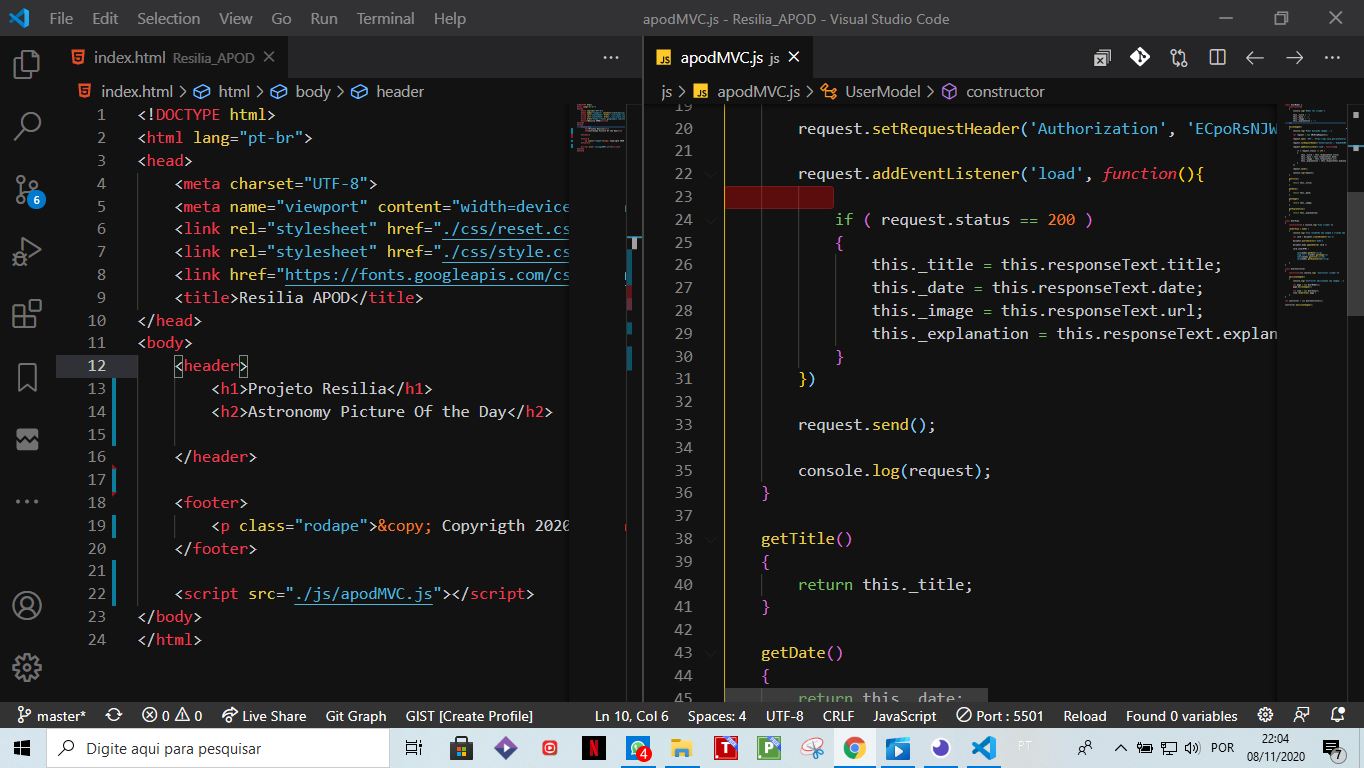 File Edit Selection View Go Run Terminal Help
apodMVC.js - Resilia_APOD - Visual Studio Code
index.html Resilia_APOD
index.html > html > body > header
1 <!DOCTYPE html>
2 <html lang="pt-br">
3 <head>
4 <meta charset="UTF-8">
5 <meta name="viewport" content="width=device
6 <link rel="stylesheet" href="./css/reset.cs
7 <link rel="stylesheet" href="./css/style.cs
8 <link href="https://fonts.googleapis.com/cs
9 <title>Resilia APOD</title>
10 </head>
11 <body>
12 <header>
13 <h1>Projeto Resilia</h1>
14 <h2>Astronomy Picture Of the Day</h2>
15
16 </header>
17
18 <footer>
19 <p class="rodape">&copy; Copyrigth 2020
20 </footer>
21
22 <script src="./js/apodMVC.js"></script>
23 </body>
24 </html>
6
apodMVC.js js
js > apodMVC.js > UserModel > constructor
19
20 request.setRequestHeader('Authorization', 'ECpoRsNJW
21
22 request.addEventListener('load', function(){
23
24 if ( request.status == 200 )
25 {
26 this._title = this.responseText.title;
27 this._date = this.responseText.date;
28 this._image = this.responseText.url;
29 this._explanation = this.responseText.explan
30 }
31 })
32
33 request.send();
34
35 console.log(request);
36 }
37
38 getTitle()
39 {
40 return this._title;
41 }
42
43 getDate()
44 {
45 return this._date;
master* 0 0 Live Share Git Graph GIST [Create Profile] Ln 10, Col 6 Spaces: 4 UTF-8 CRLF JavaScript Port : 5501 Reload Found 0 variables
Digite aqui para pesquisar
4
PT
POR
22:04
08/11/2020
7